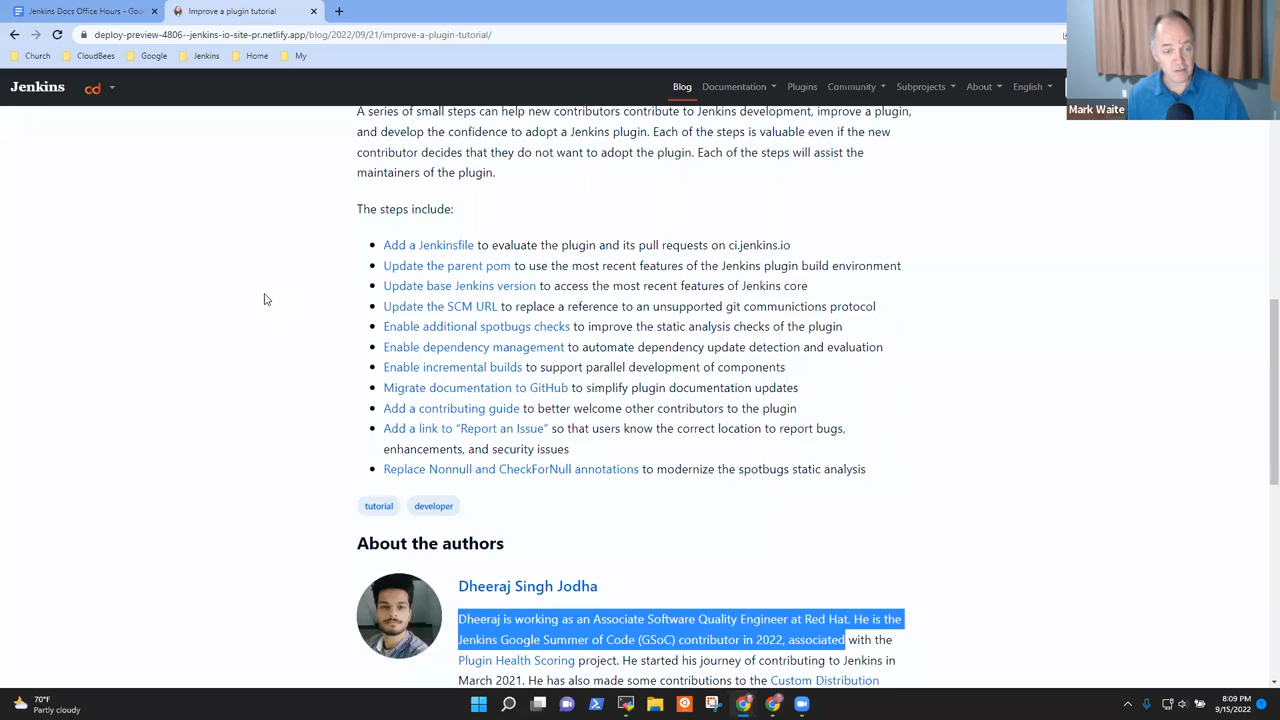 Jenkins Docs Office Hours - Goo
Improve a plugin tutorial
deploy-preview-4806--jenkins-io-site-pr.netlify.app/blog/2022/09/21/improve-a-plugin-tutorial/
Church CloudBees Google Jenkins Home My
Jenkins cd Blog Documentation Plugins Community Subprojects About English
Mark Waite
A series of small steps can help new contributors contribute to Jenkins development, improve a plugin,
and develop the confidence to adopt a Jenkins plugin. Each of the steps is valuable even if the new
contributor decides that they do not want to adopt the plugin. Each of the steps will assist the
maintainers of the plugin.
The steps include:
Add a Jenkinsfile to evaluate the plugin and its pull requests on ci.jenkins.io
Update the parent pom to use the most recent features of the Jenkins plugin build environment
Update base Jenkins version to access the most recent features of Jenkins core
Update the SCM URL to replace a reference to an unsupported git communctions protocol
Enable additional spotbugs checks to improve the static analysis checks of the plugin
Enable dependency management to automate dependency update detection and evaluation
Enable incremental builds to support parallel development of components
Migrate documentation to GitHub to simplify plugin documentation updates
Add a contributing guide to better welcome other contributors to the plugin
Add a link to “Report an Issue” so that users know the correct location to report bugs,
enhancements, and security issues
Replace Nonnull and CheckForNull annotations to modernize the spotbugs static analysis
tutorial developer
About the authors
Dheeraj Singh Jodha
Dheeraj is working as an Associate Software Quality Engineer at Red Hat. He is the
Jenkins Google Summer of Code (GSoC) contributor in 2022, associated with the
Plugin Health Scoring project. He started his journey of contributing to Jenkins in
March 2021. He has also made some contributions to the Custom Distribution
70°F
Partly cloudy
8:09 PM
9/15/2022